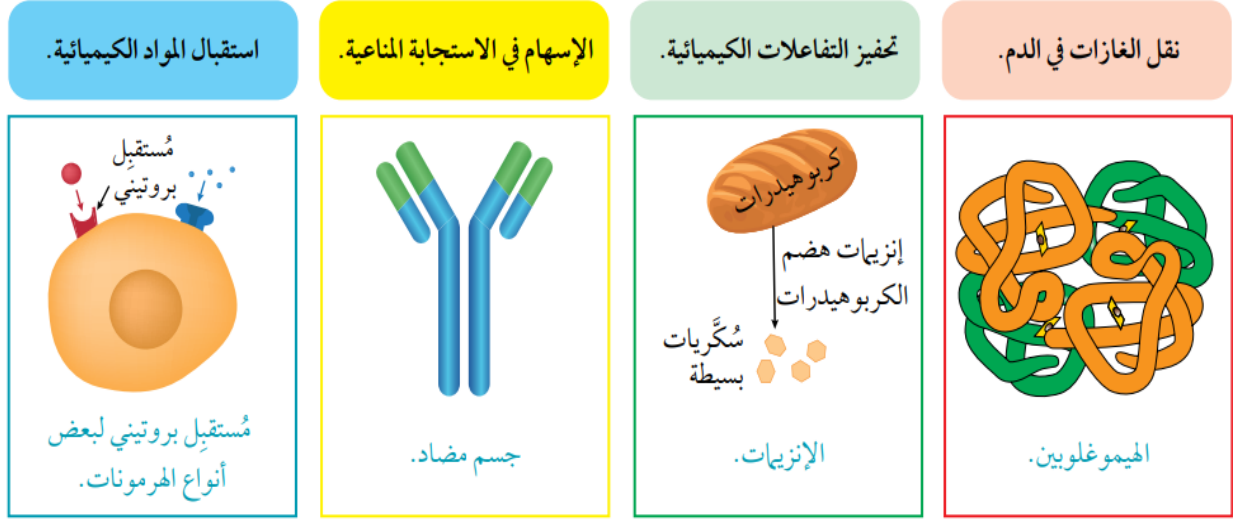 نقل الغازات في الدم.
تحفيز التفاعلات الكيميائية.
الإسهام في الاستجابة المناعية.
استقبال المواد الكيميائية.
الهيموغلوبين.
كربوهيدرات
إنزيمات هضم
الكربوهيدرات
سُكَّريات
بسيطة
الإنزيمات.
جسم مضاد.
مُستقبِل
بروتيني
مُستقبِل بروتيني لبعض
أنواع الهرمونات.